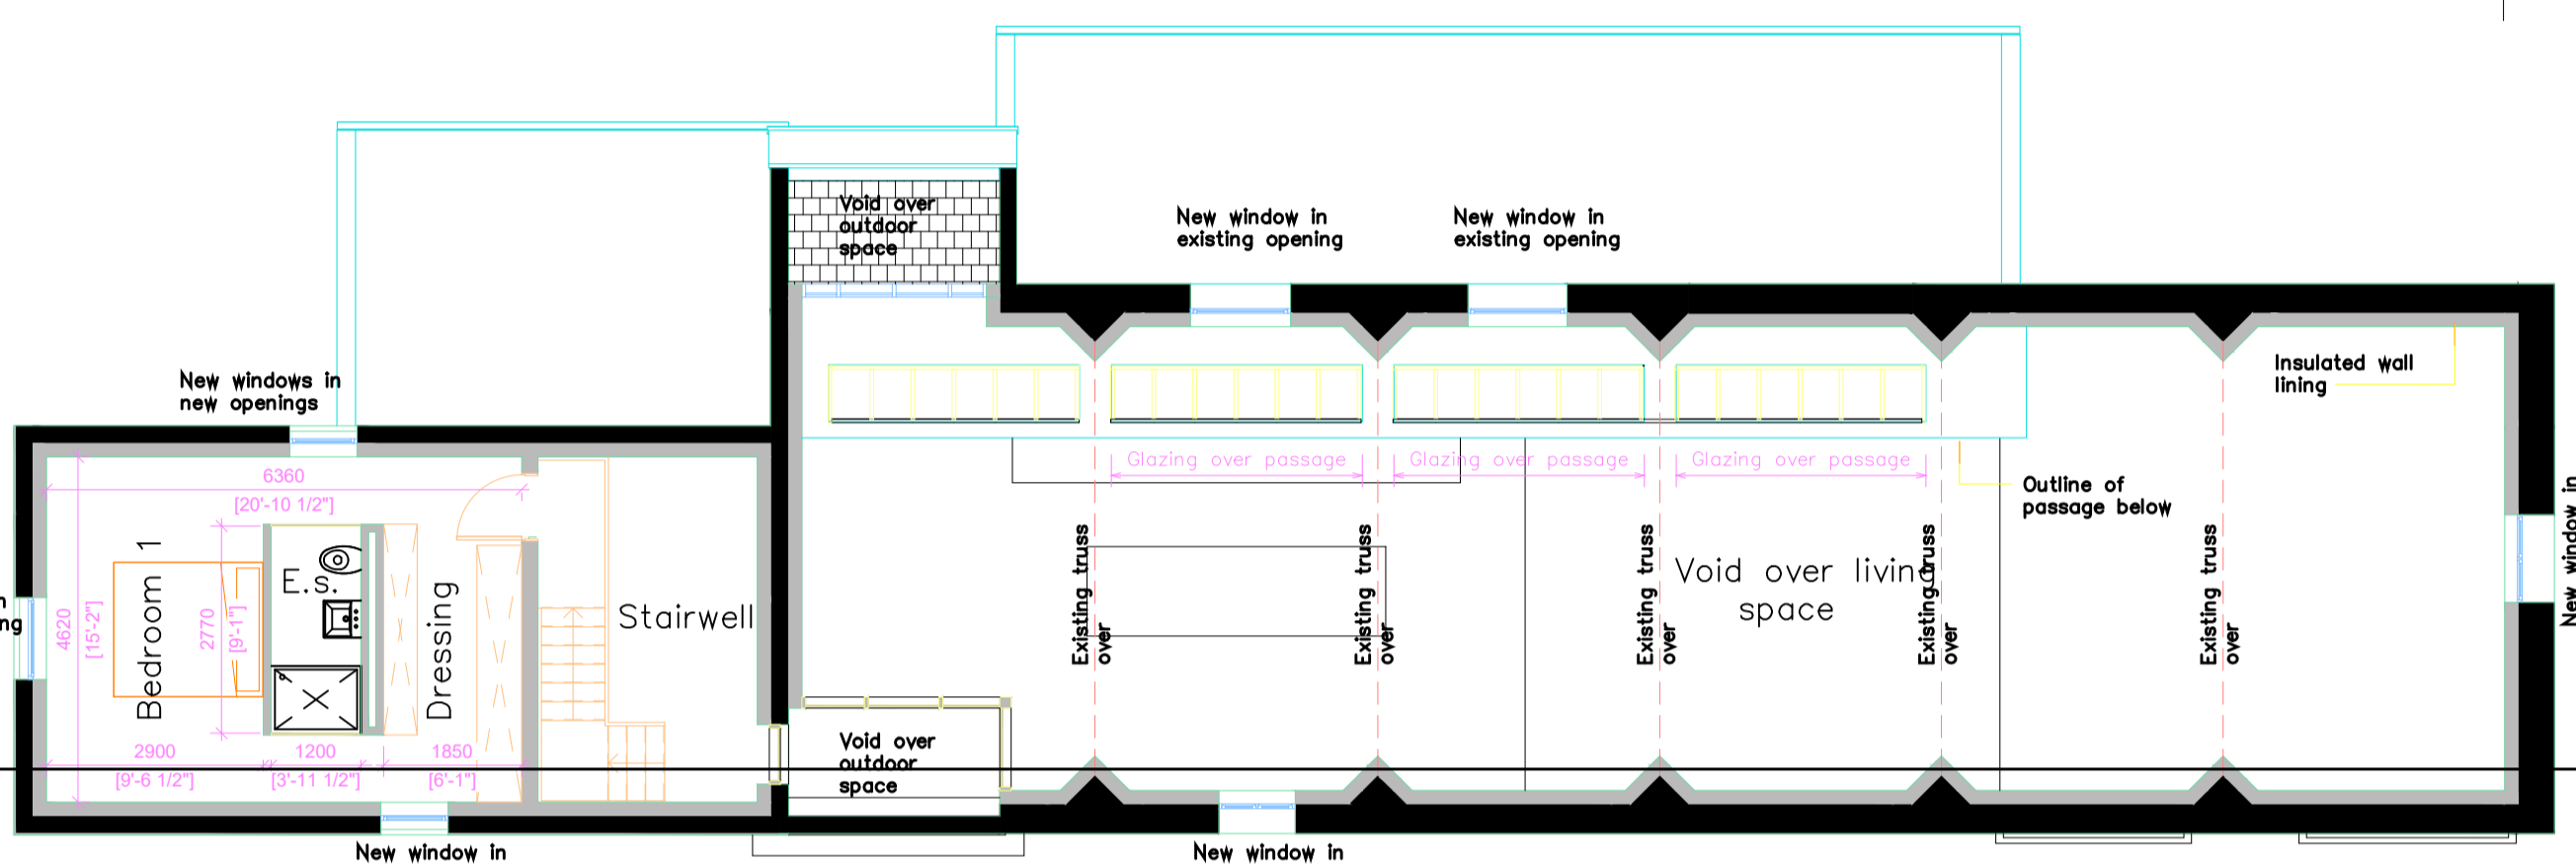 Void over
outdoor
space
New window in
existing opening
New window in
existing opening
New windows in
new openings
Insulated wall
lining
6360
[20'-10 1/2"]
Glazing over passage
Glazing over passage
Glazing over passage
Outline of
passage below
New window in
4620
[15'-2"]
Bedroom 1
2770
[9'-1"]
E.s.
Dressing
Stairwell
Existing truss
over
Existing truss
over
Existing truss
over
Void over living
space
Existing truss
over
Existing truss
over
2900
[9'-6 1/2"]
1200
[3'-11 1/2"]
1850
[6'-1"]
Void over
outdoor
space
New window in
New window in